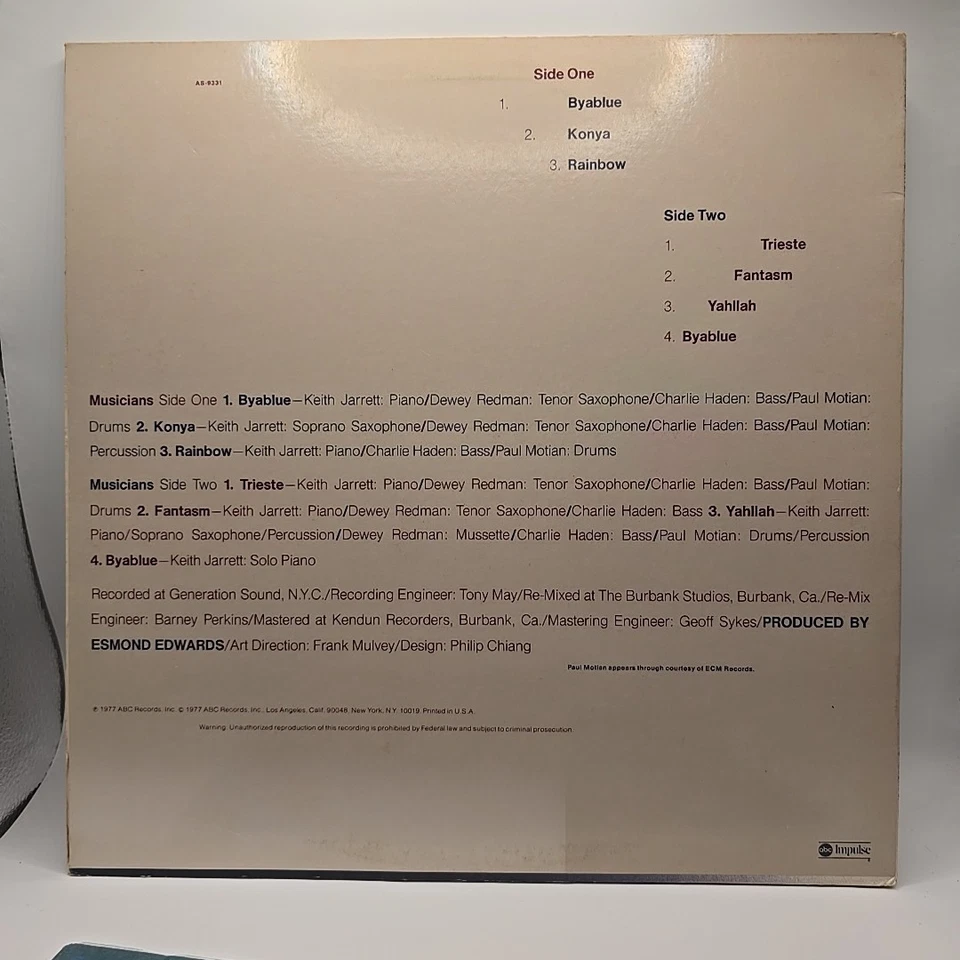 AS-9331
Side One
1. Byablue
2. Konya
3. Rainbow
Side Two
1. Trieste
2. Fantasm
3. Yahllah
4. Byablue
Musicians Side One 1. Byablue—Keith Jarrett: Piano/Dewey Redman: Tenor Saxophone/Charlie Haden: Bass/Paul Motian:
Drums 2. Konya—Keith Jarrett: Soprano Saxophone/Dewey Redman: Tenor Saxophone/Charlie Haden: Bass/Paul Motian:
Percussion 3. Rainbow—Keith Jarrett: Piano/Charlie Haden: Bass/Paul Motian: Drums
Musicians Side Two 1. Trieste—Keith Jarrett: Piano/Dewey Redman: Tenor Saxophone/Charlie Haden: Bass/Paul Motian:
Drums 2. Fantasm—Keith Jarrett: Piano/Dewey Redman: Tenor Saxophone/Charlie Haden: Bass 3. Yahllah—Keith Jarrett:
Piano/Soprano Saxophone/Percussion/Dewey Redman: Mussette/Charlie Haden: Bass/Paul Motian: Drums/Percussion
4. Byablue—Keith Jarrett: Solo Piano
Recorded at Generation Sound, N.Y.C./Recording Engineer: Tony May/Re-Mixed at The Burbank Studios, Burbank, Ca./Re-Mix
Engineer: Barney Perkins/Mastered at Kendun Recorders, Burbank, Ca./Mastering Engineer: Geoff Sykes/PRODUCED BY
ESMOND EDWARDS/Art Direction: Frank Mulvey/Design: Philip Chiang
Paul Motian appears through courtesy of ECM Records.
℗ 1977 ABC Records, Inc. © 1977 ABC Records, Inc., Los Angeles, Calif. 90048, New York, N.Y. 10019. Printed in U.S.A.
Warning: Unauthorized reproduction of this recording is prohibited by Federal law and subject to criminal prosecution.
abc Impulse!